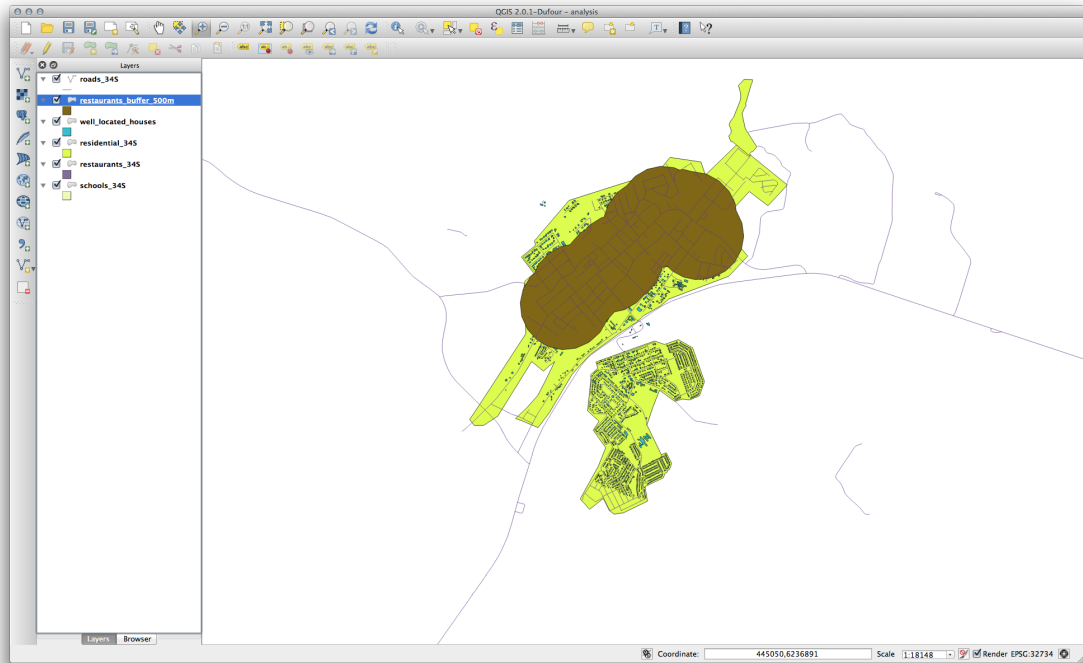 QGIS 2.0.1-Dufour - analysis
Layers
roads_34S
restaurants_buffer_500m
well_located_houses
residential_34S
restaurants_34S
schools_34S
Layers
Browser
Coordinate: 445050,6236891 Scale 1:18148 Render EPSG:32734